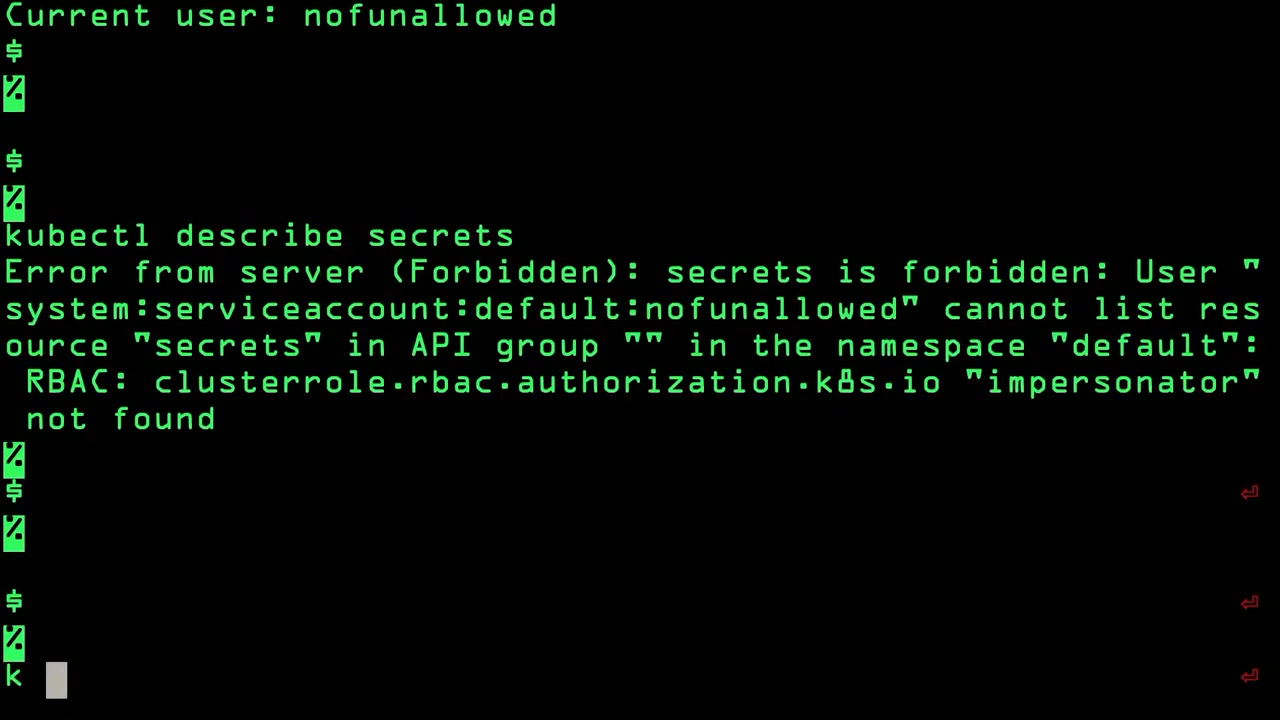 Current user: nofunallowed
$
%
$
%
kubectl describe secrets
Error from server (Forbidden): secrets is forbidden: User "
system:serviceaccount:default:nofunallowed" cannot list res
ource "secrets" in API group "" in the namespace "default":
 RBAC: clusterrole.rbac.authorization.k8s.io "impersonator"
 not found
%
$ ⏎
%
$ ⏎
%
k ⏎